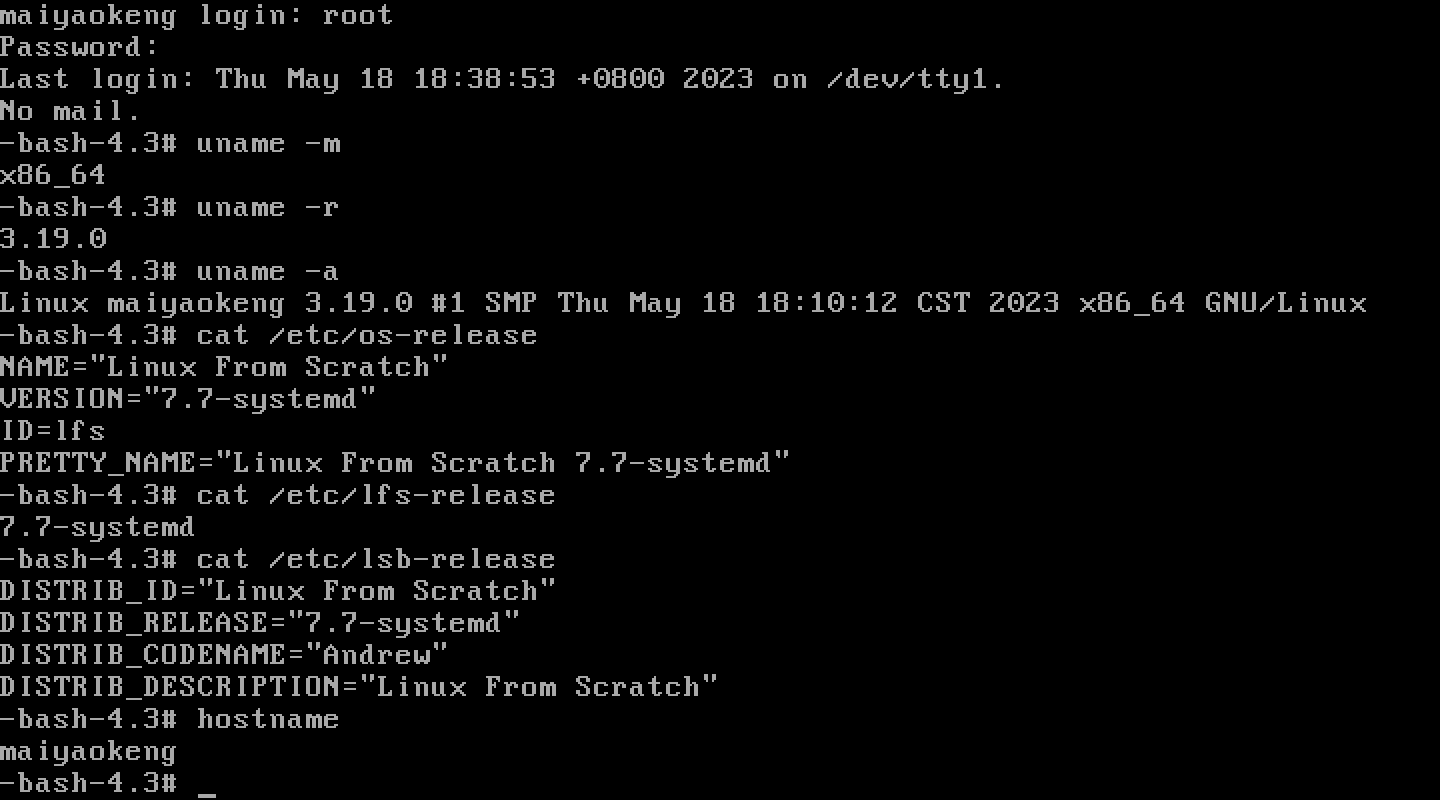 maiyaokeng login: root
Password:
Last login: Thu May 18 18:38:53 +0800 2023 on /dev/tty1.
No mail.
-bash-4.3# uname -m
x86_64
-bash-4.3# uname -r
3.19.0
-bash-4.3# uname -a
Linux maiyaokeng 3.19.0 #1 SMP Thu May 18 18:10:12 CST 2023 x86_64 GNU/Linux
-bash-4.3# cat /etc/os-release
NAME="Linux From Scratch"
VERSION="7.7-systemd"
ID=lfs
PRETTY_NAME="Linux From Scratch 7.7-systemd"
-bash-4.3# cat /etc/lfs-release
7.7-systemd
-bash-4.3# cat /etc/lsb-release
DISTRIB_ID="Linux From Scratch"
DISTRIB_RELEASE="7.7-systemd"
DISTRIB_CODENAME="Andrew"
DISTRIB_DESCRIPTION="Linux From Scratch"
-bash-4.3# hostname
maiyaokeng
-bash-4.3# _